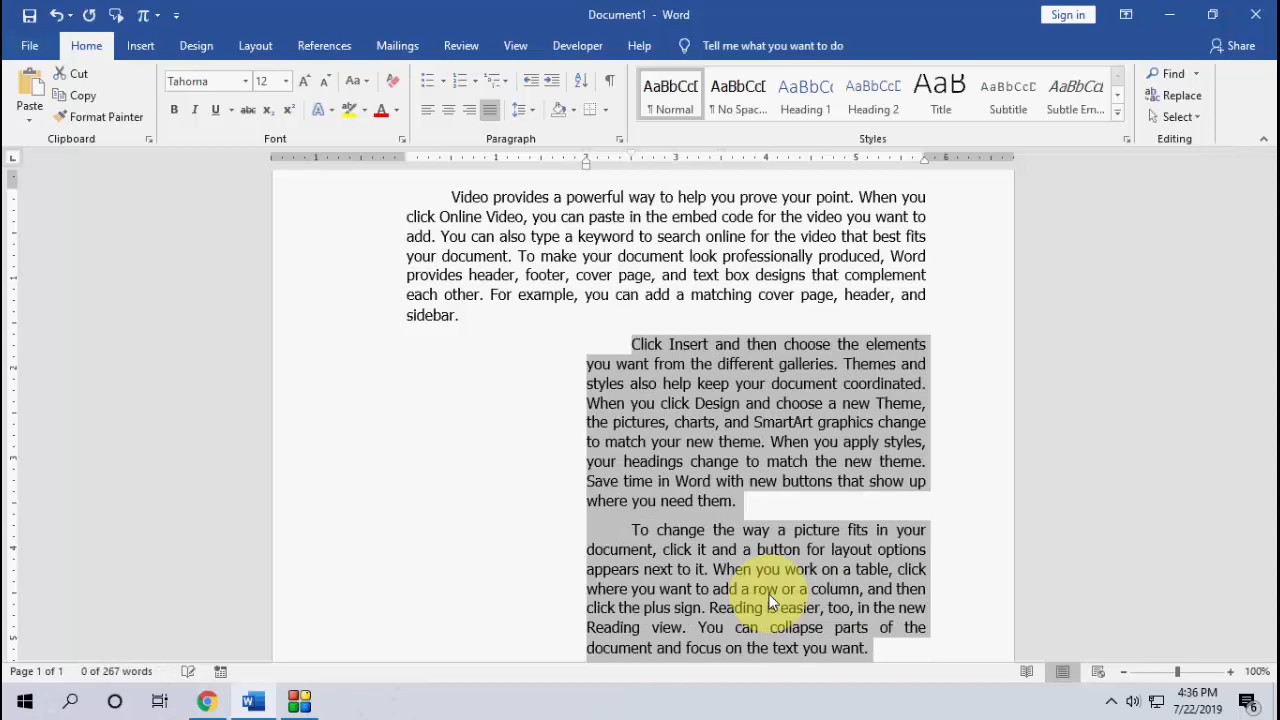 Document1 - Word
Sign in
File Home Insert Design Layout References Mailings Review View Developer Help Tell me what you want to do Share
Paste
Cut
Copy
Format Painter
Clipboard
Tahoma 12
Font
Paragraph
AaBbCcI AaBbCcI AaBbCc AaBbCcD AaB AaBbCcD AaBbCcI
¶ Normal ¶ No Spac... Heading 1 Heading 2 Title Subtitle Subtle Em...
Styles
Find
Replace
Select
Editing
Video provides a powerful way to help you prove your point. When you
click Online Video, you can paste in the embed code for the video you want to
add. You can also type a keyword to search online for the video that best fits
your document. To make your document look professionally produced, Word
provides header, footer, cover page, and text box designs that complement
each other. For example, you can add a matching cover page, header, and
sidebar.
Click Insert and then choose the elements
you want from the different galleries. Themes and
styles also help keep your document coordinated.
When you click Design and choose a new Theme,
the pictures, charts, and SmartArt graphics change
to match your new theme. When you apply styles,
your headings change to match the new theme.
Save time in Word with new buttons that show up
where you need them.
To change the way a picture fits in your
document, click it and a button for layout options
appears next to it. When you work on a table, click
where you want to add a row or a column, and then
click the plus sign. Reading is easier, too, in the new
Reading view. You can collapse parts of the
document and focus on the text you want.
Page 1 of 1 0 of 267 words
100%
4:36 PM
7/22/2019
6